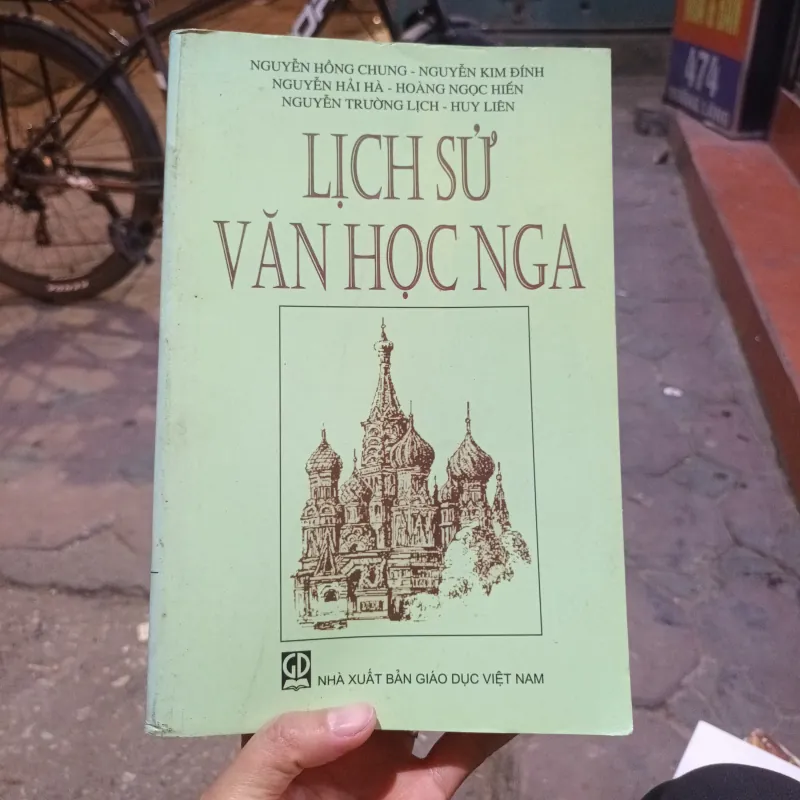 NGUYỄN HỒNG CHUNG - NGUYỄN KIM ĐÍNH
NGUYỄN HẢI HÀ - HOÀNG NGỌC HIẾN
NGUYỄN TRƯỜNG LỊCH - HUY LIÊN
LỊCH SỬ
VĂN HỌC NGA
GD
NHÀ XUẤT BẢN GIÁO DỤC VIỆT NAM
474